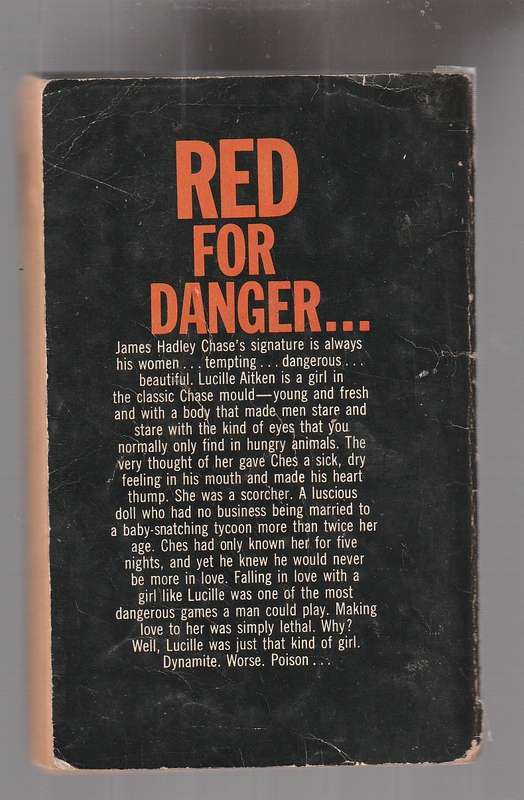 RED
FOR
DANGER...
James Hadley Chase's signature is always
his women . . . tempting . . . dangerous . . .
beautiful. Lucille Aitken is a girl in
the classic Chase mould—young and fresh
and with a body that made men stare and
stare with the kind of eyes that you
normally only find in hungry animals. The
very thought of her gave Ches a sick, dry
feeling in his mouth and made his heart
thump. She was a scorcher. A luscious
doll who had no business being married to
a baby-snatching tycoon more than twice her
age. Ches had only known her for five
nights, and yet he knew he would never
be more in love. Falling in love with a
girl like Lucille was one of the most
dangerous games a man could play. Making
love to her was simply lethal. Why?
Well, Lucille was just that kind of girl.
Dynamite. Worse. Poison . . .